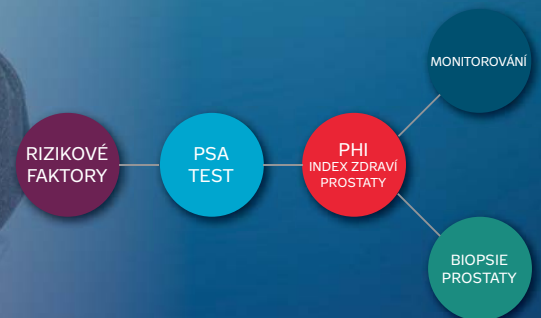 RIZIKOVÉ
FAKTORY
PSA
TEST
PHI
INDEX ZDRAVÍ
PROSTATY
MONITOROVÁNÍ
BIOPSIE
PROSTATY